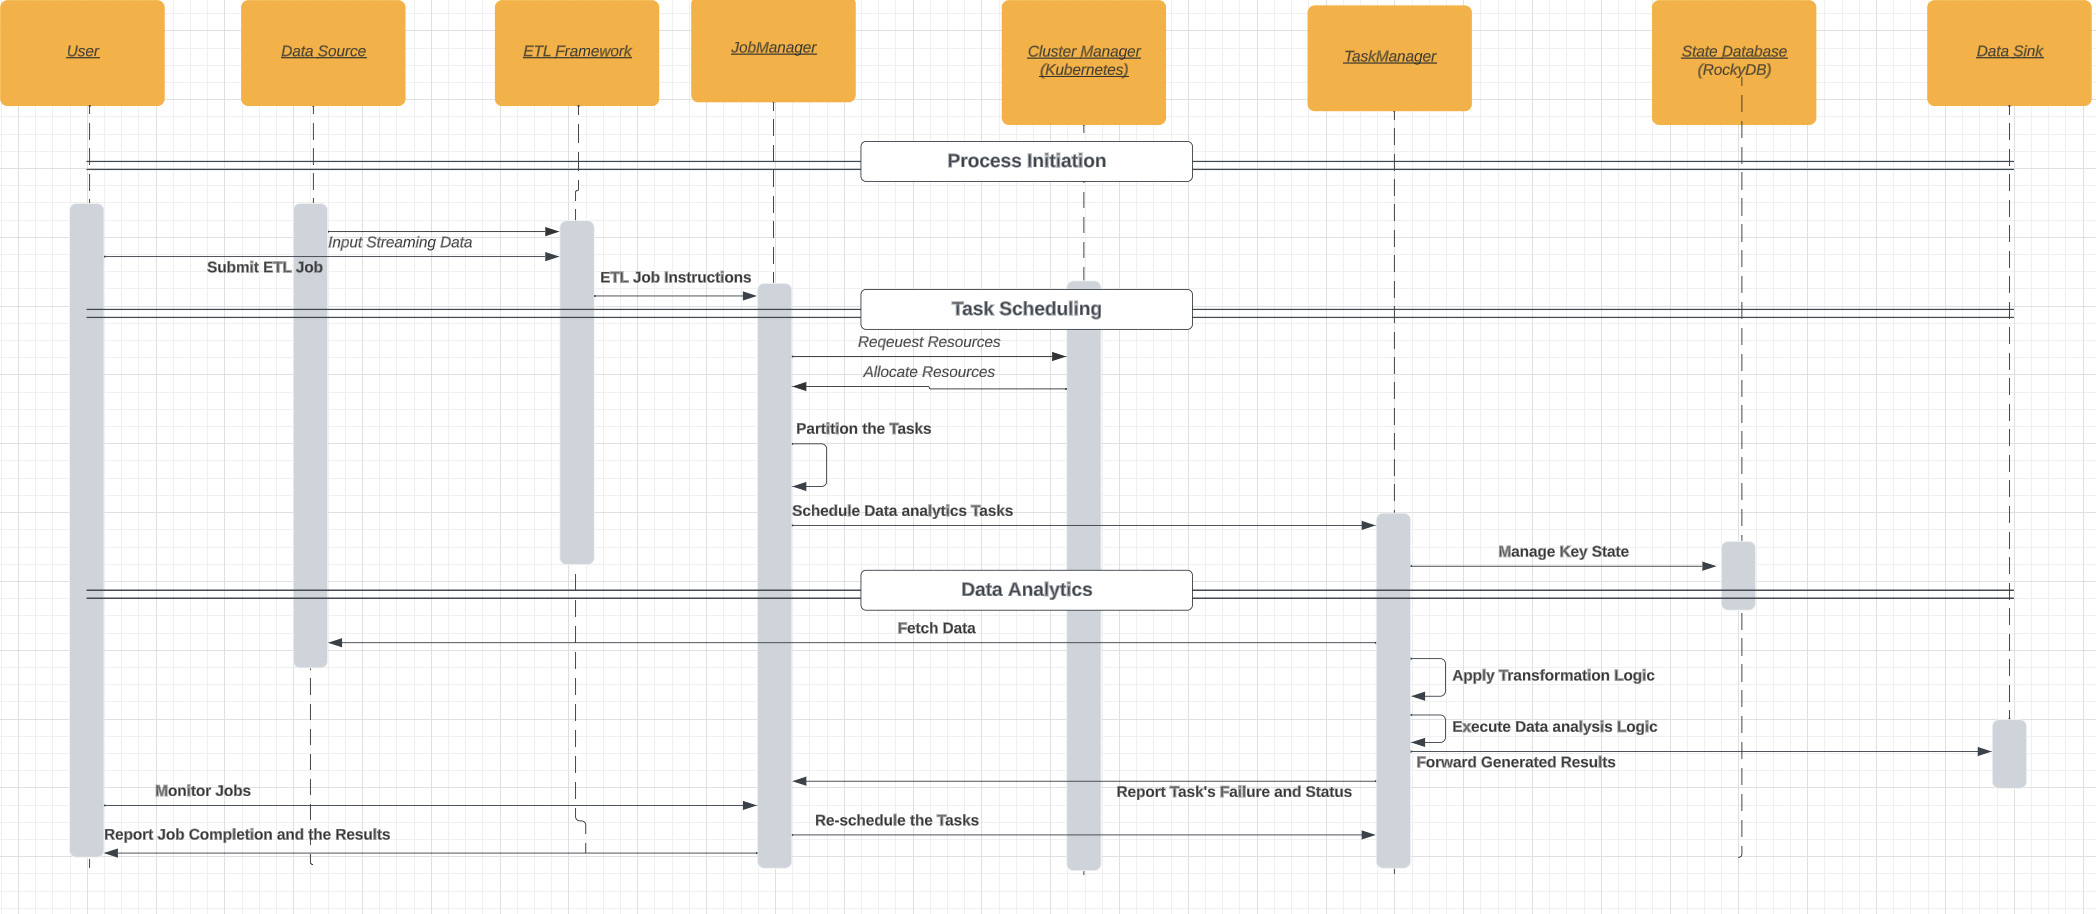 User
Data Source
ETL Framework
JobManager
Cluster Manager
(Kubernetes)
TaskManager
State Database
(RockyDB)
Data Sink
Process Initiation
Input Streaming Data
Submit ETL Job
ETL Job Instructions
Task Scheduling
Reqeuest Resources
Allocate Resources
Partition the Tasks
Schedule Data analytics Tasks
Manage Key State
Data Analytics
Fetch Data
Apply Transformation Logic
Execute Data analysis Logic
Forward Generated Results
Report Task's Failure and Status
Monitor Jobs
Re-schedule the Tasks
Report Job Completion and the Results